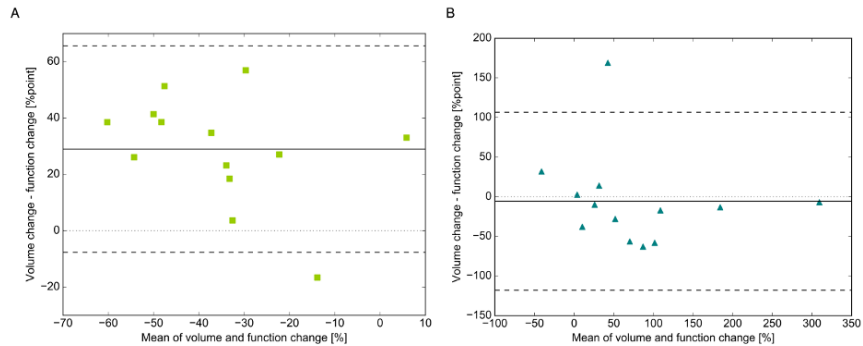 A
B
80
60
40
20
0
−20
Volume change - function change [%point]
−70 −60 −50 −40 −30 −20 −10 0 10
Mean of volume and function change [%]
200
150
100
50
0
−50
−100
−150
Volume change - function change [%point]
−100 −50 0 50 100 150 200 250 300 350
Mean of volume and function change [%]